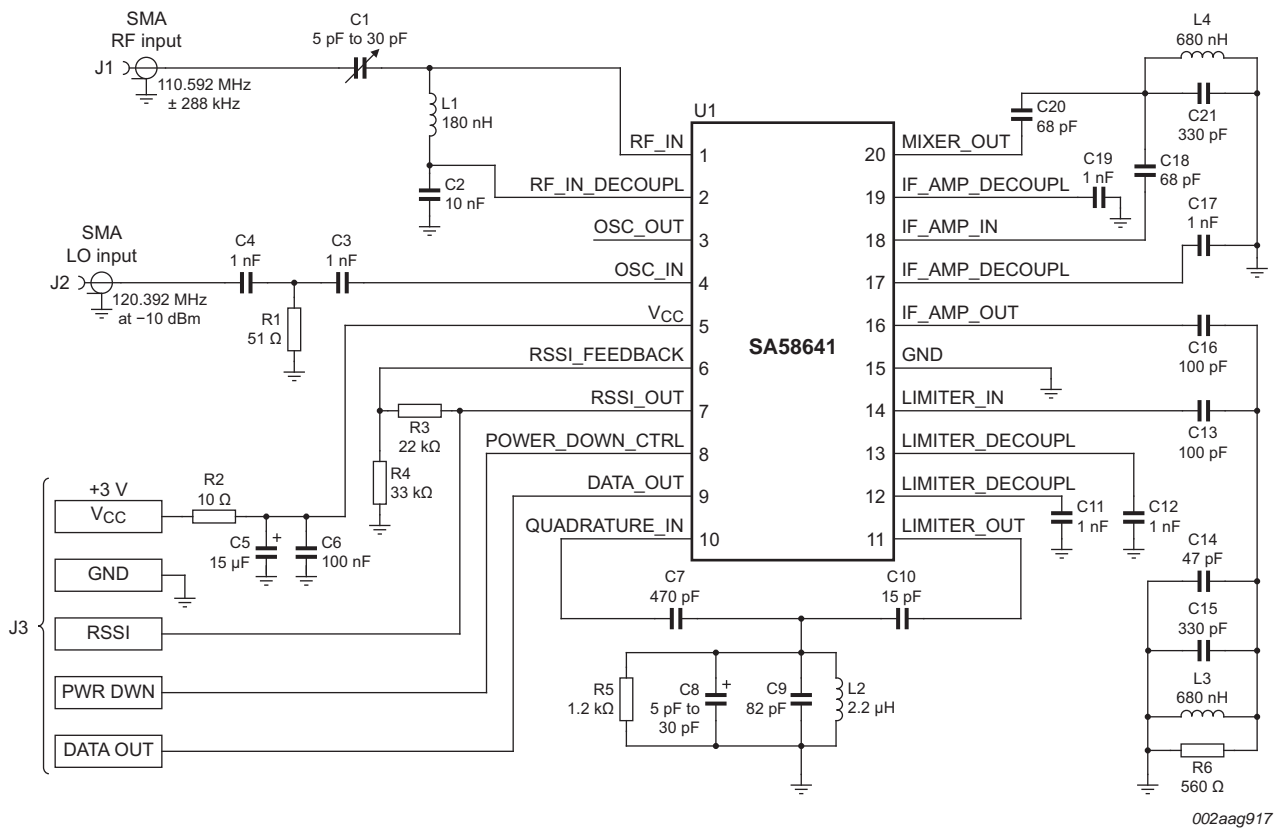 SMA
RF input
J1
110.592 MHz
± 288 kHz
C1
5 pF to 30 pF
L1
180 nH
C2
10 nF
SMA
LO input
J2
120.392 MHz
at −10 dBm
C4
1 nF
C3
1 nF
R1
51 Ω
U1
SA58641
RF_IN
1
RF_IN_DECOUPL
2
OSC_OUT
3
OSC_IN
4
VCC
5
RSSI_FEEDBACK
6
RSSI_OUT
7
POWER_DOWN_CTRL
8
DATA_OUT
9
QUADRATURE_IN
10
20
MIXER_OUT
19
IF_AMP_DECOUPL
18
IF_AMP_IN
17
IF_AMP_DECOUPL
16
IF_AMP_OUT
15
GND
14
LIMITER_IN
13
LIMITER_DECOUPL
12
LIMITER_DECOUPL
11
LIMITER_OUT
L4
680 nH
C20
68 pF
C21
330 pF
C19
1 nF
C18
68 pF
C17
1 nF
C16
100 pF
C13
100 pF
C11
1 nF
C12
1 nF
C14
47 pF
C15
330 pF
L3
680 nH
R6
560 Ω
R3
22 kΩ
R4
33 kΩ
J3
+3 V
VCC
R2
10 Ω
C5
+
15 μF
C6
100 nF
GND
RSSI
PWR DWN
DATA OUT
C7
470 pF
C10
15 pF
R5
1.2 kΩ
C8
+
5 pF to
30 pF
C9
82 pF
L2
2.2 μH
002aag917